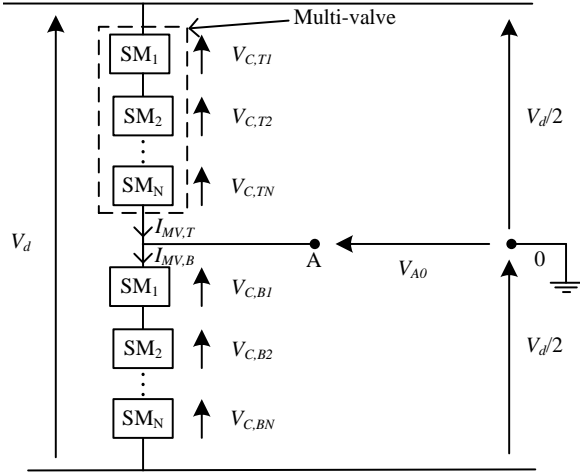 Multi-valve
SM1
VC,T1
SM2
VC,T2
Vd/2
SMN
VC,TN
IMV,T
Vd
A
VA0
0
IMV,B
SM1
VC,B1
SM2
VC,B2
Vd/2
SMN
VC,BN